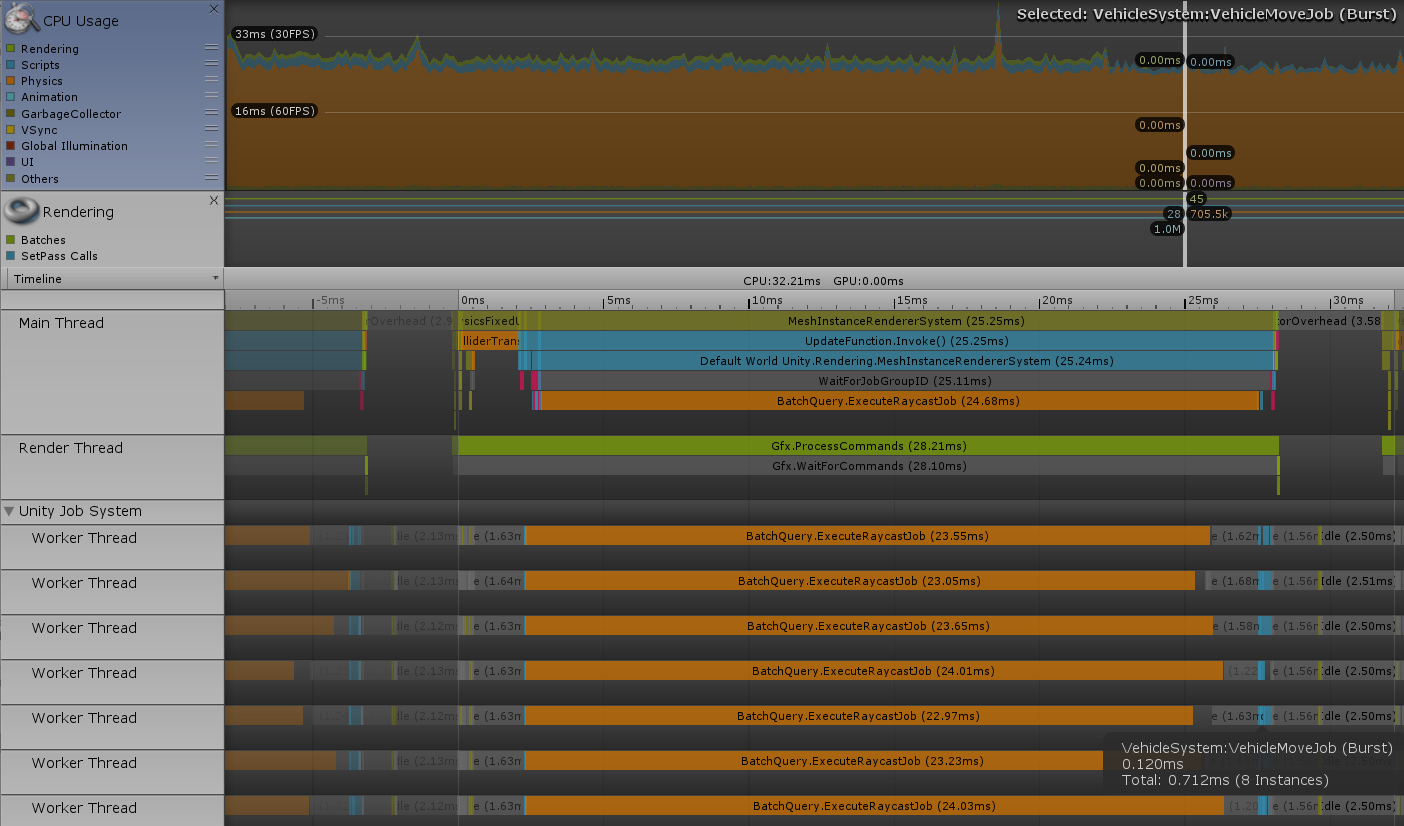 CPU Usage
Selected: VehicleSystem:VehicleMoveJob (Burst)
33ms (30FPS)
Rendering
Scripts
0.00ms 0.00ms
Physics
Animation
16ms (60FPS)
GarbageCollector
VSync
0.00ms
Global Illumination
0.00ms
UI
0.00ms
Others
0.00ms 0.00ms
Rendering
45
28 705.5k
1.0M
Batches
SetPass Calls
Timeline
CPU:32.21ms GPU:0.00ms
-5ms 0ms 5ms 10ms 15ms 20ms 25ms 30ms
Main Thread
rOverhead (2.9 sicsFixedU MeshInstanceRendererSystem (25.25ms) orOverhead (3.58
lliderTrans UpdateFunction.Invoke() (25.25ms)
Default World Unity.Rendering.MeshInstanceRendererSystem (25.24ms)
WaitForJobGroupID (25.11ms)
BatchQuery.ExecuteRaycastJob (24.68ms)
Render Thread
Gfx.ProcessCommands (28.21ms)
Gfx.WaitForCommands (28.10ms)
Unity Job System
Worker Thread
lle (2.13ms e (1.63m BatchQuery.ExecuteRaycastJob (23.55ms) e (1.62m e (1.56m Idle (2.50ms)
Worker Thread
lle (2.13ms e (1.64m BatchQuery.ExecuteRaycastJob (23.05ms) e (1.68m e (1.56m Idle (2.51ms)
Worker Thread
lle (2.12ms e (1.63m BatchQuery.ExecuteRaycastJob (23.65ms) e (1.58m e (1.56m Idle (2.50ms)
Worker Thread
lle (2.13ms e (1.63m BatchQuery.ExecuteRaycastJob (24.01ms) (1.22 e (1.56m Idle (2.50ms)
Worker Thread
lle (2.12ms e (1.63m BatchQuery.ExecuteRaycastJob (22.97ms) e (1.63m e (1.56m Idle (2.50ms)
VehicleSystem:VehicleMoveJob (Burst)
0.120ms
Total: 0.712ms (8 Instances)
Worker Thread
lle (2.12ms e (1.63m BatchQuery.ExecuteRaycastJob (23.23ms)
Worker Thread
lle (2.13ms e (1.63m BatchQuery.ExecuteRaycastJob (24.03ms) (1.20 e (1.56m Idle (2.50ms)